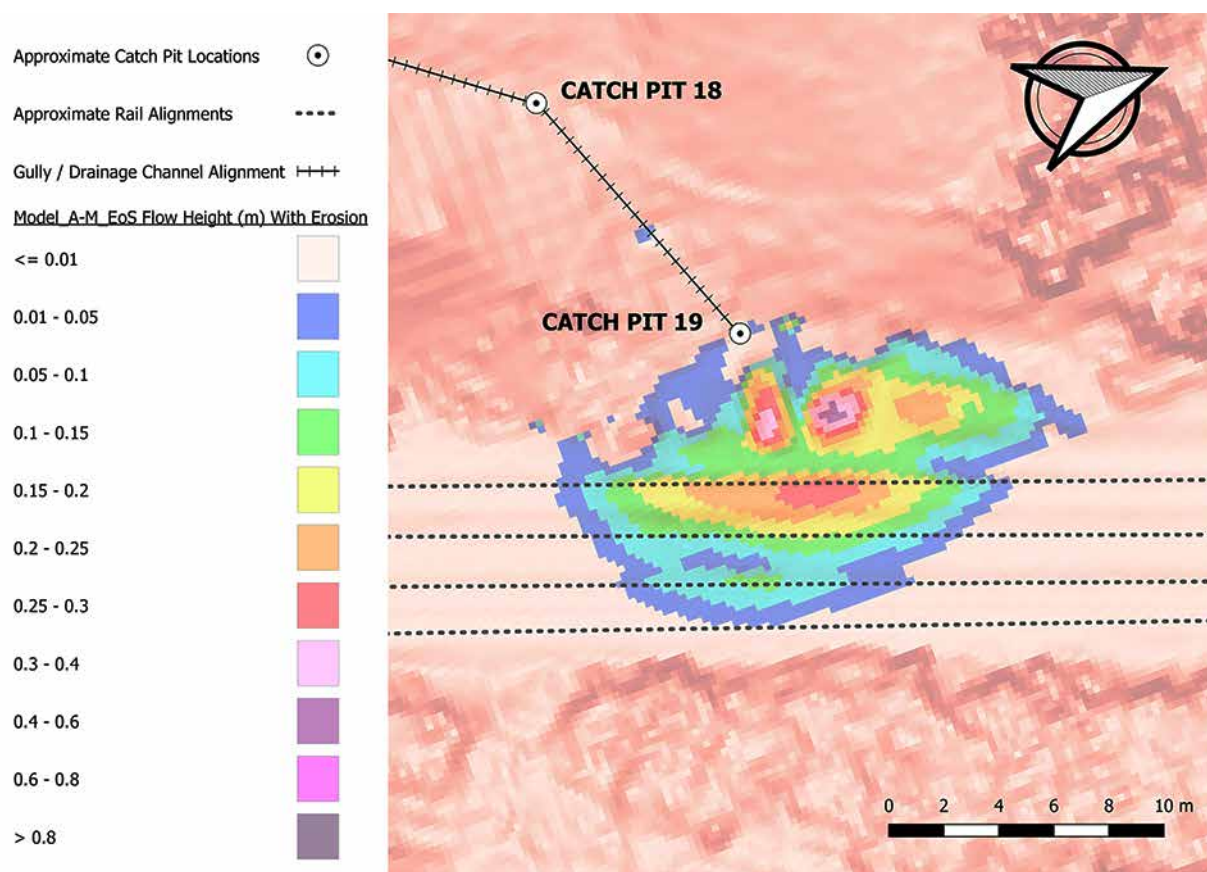 Approximate Catch Pit Locations
Approximate Rail Alignments
Gully / Drainage Channel Alignment
Model_A-M_EoS Flow Height (m) With Erosion
<= 0.01
0.01 - 0.05
0.05 - 0.1
0.1 - 0.15
0.15 - 0.2
0.2 - 0.25
0.25 - 0.3
0.3 - 0.4
0.4 - 0.6
0.6 - 0.8
> 0.8
CATCH PIT 18
CATCH PIT 19
0 2 4 6 8 10 m